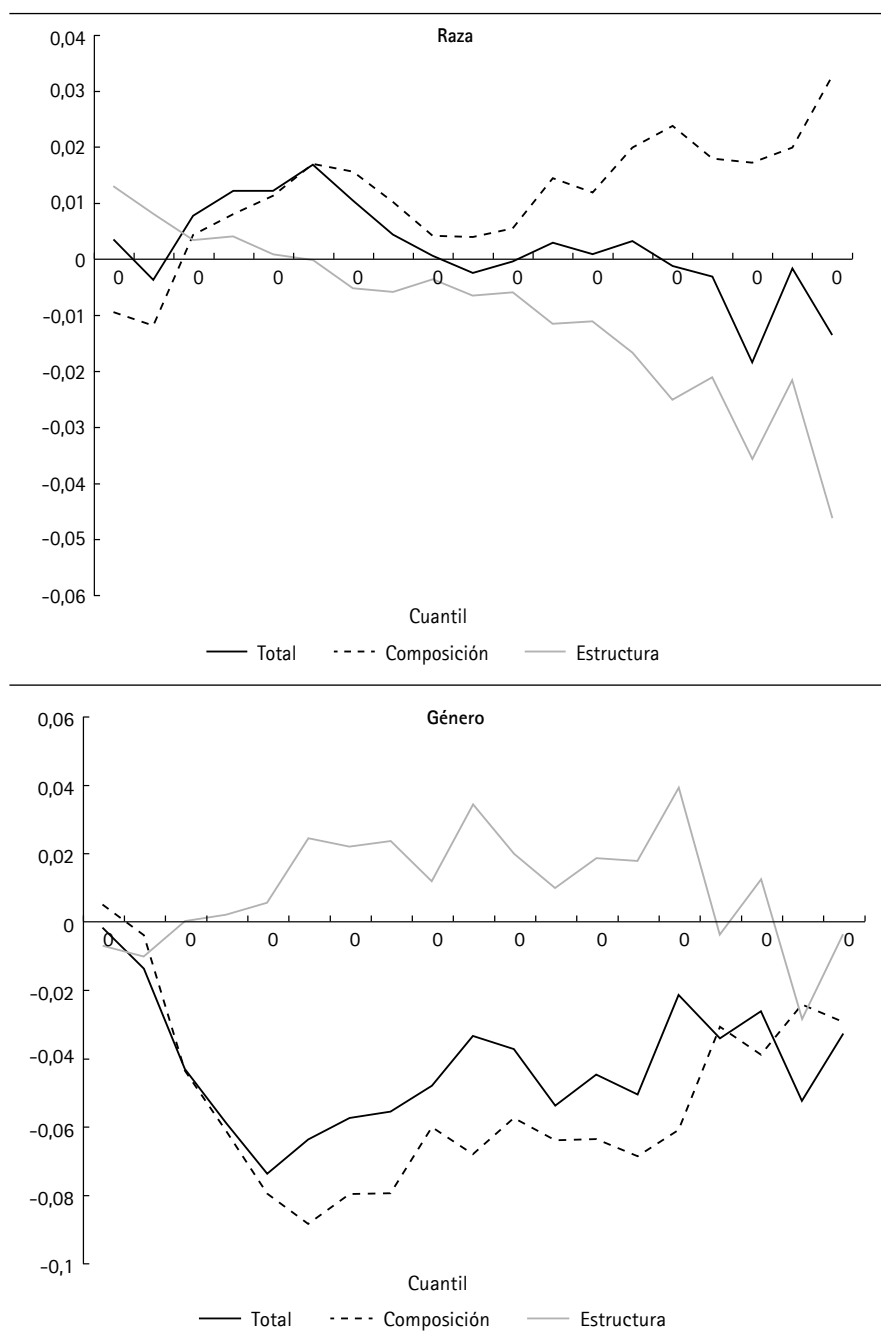 Raza
0,04
0,03
0,02
0,01
0
-0,01
-0,02
-0,03
-0,04
-0,05
-0,06
0 0 0 0 0 0 0 0 0 0
Cuantil
Total Composición Estructura
Género
0,06
0,04
0,02
0
-0,02
-0,04
-0,06
-0,08
-0,1
0 0 0 0 0 0 0 0 0 0
Cuantil
Total Composición Estructura